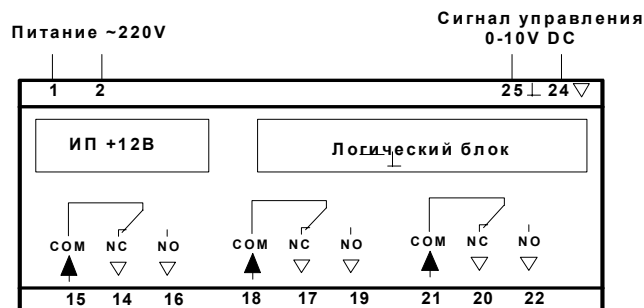 Питание ~220V
Сигнал управления
0-10V DC
1 2 25 24
ИП +12В
Логический блок
COM NC NO COM NC NO COM NC NO
15 14 16 18 17 19 21 20 22